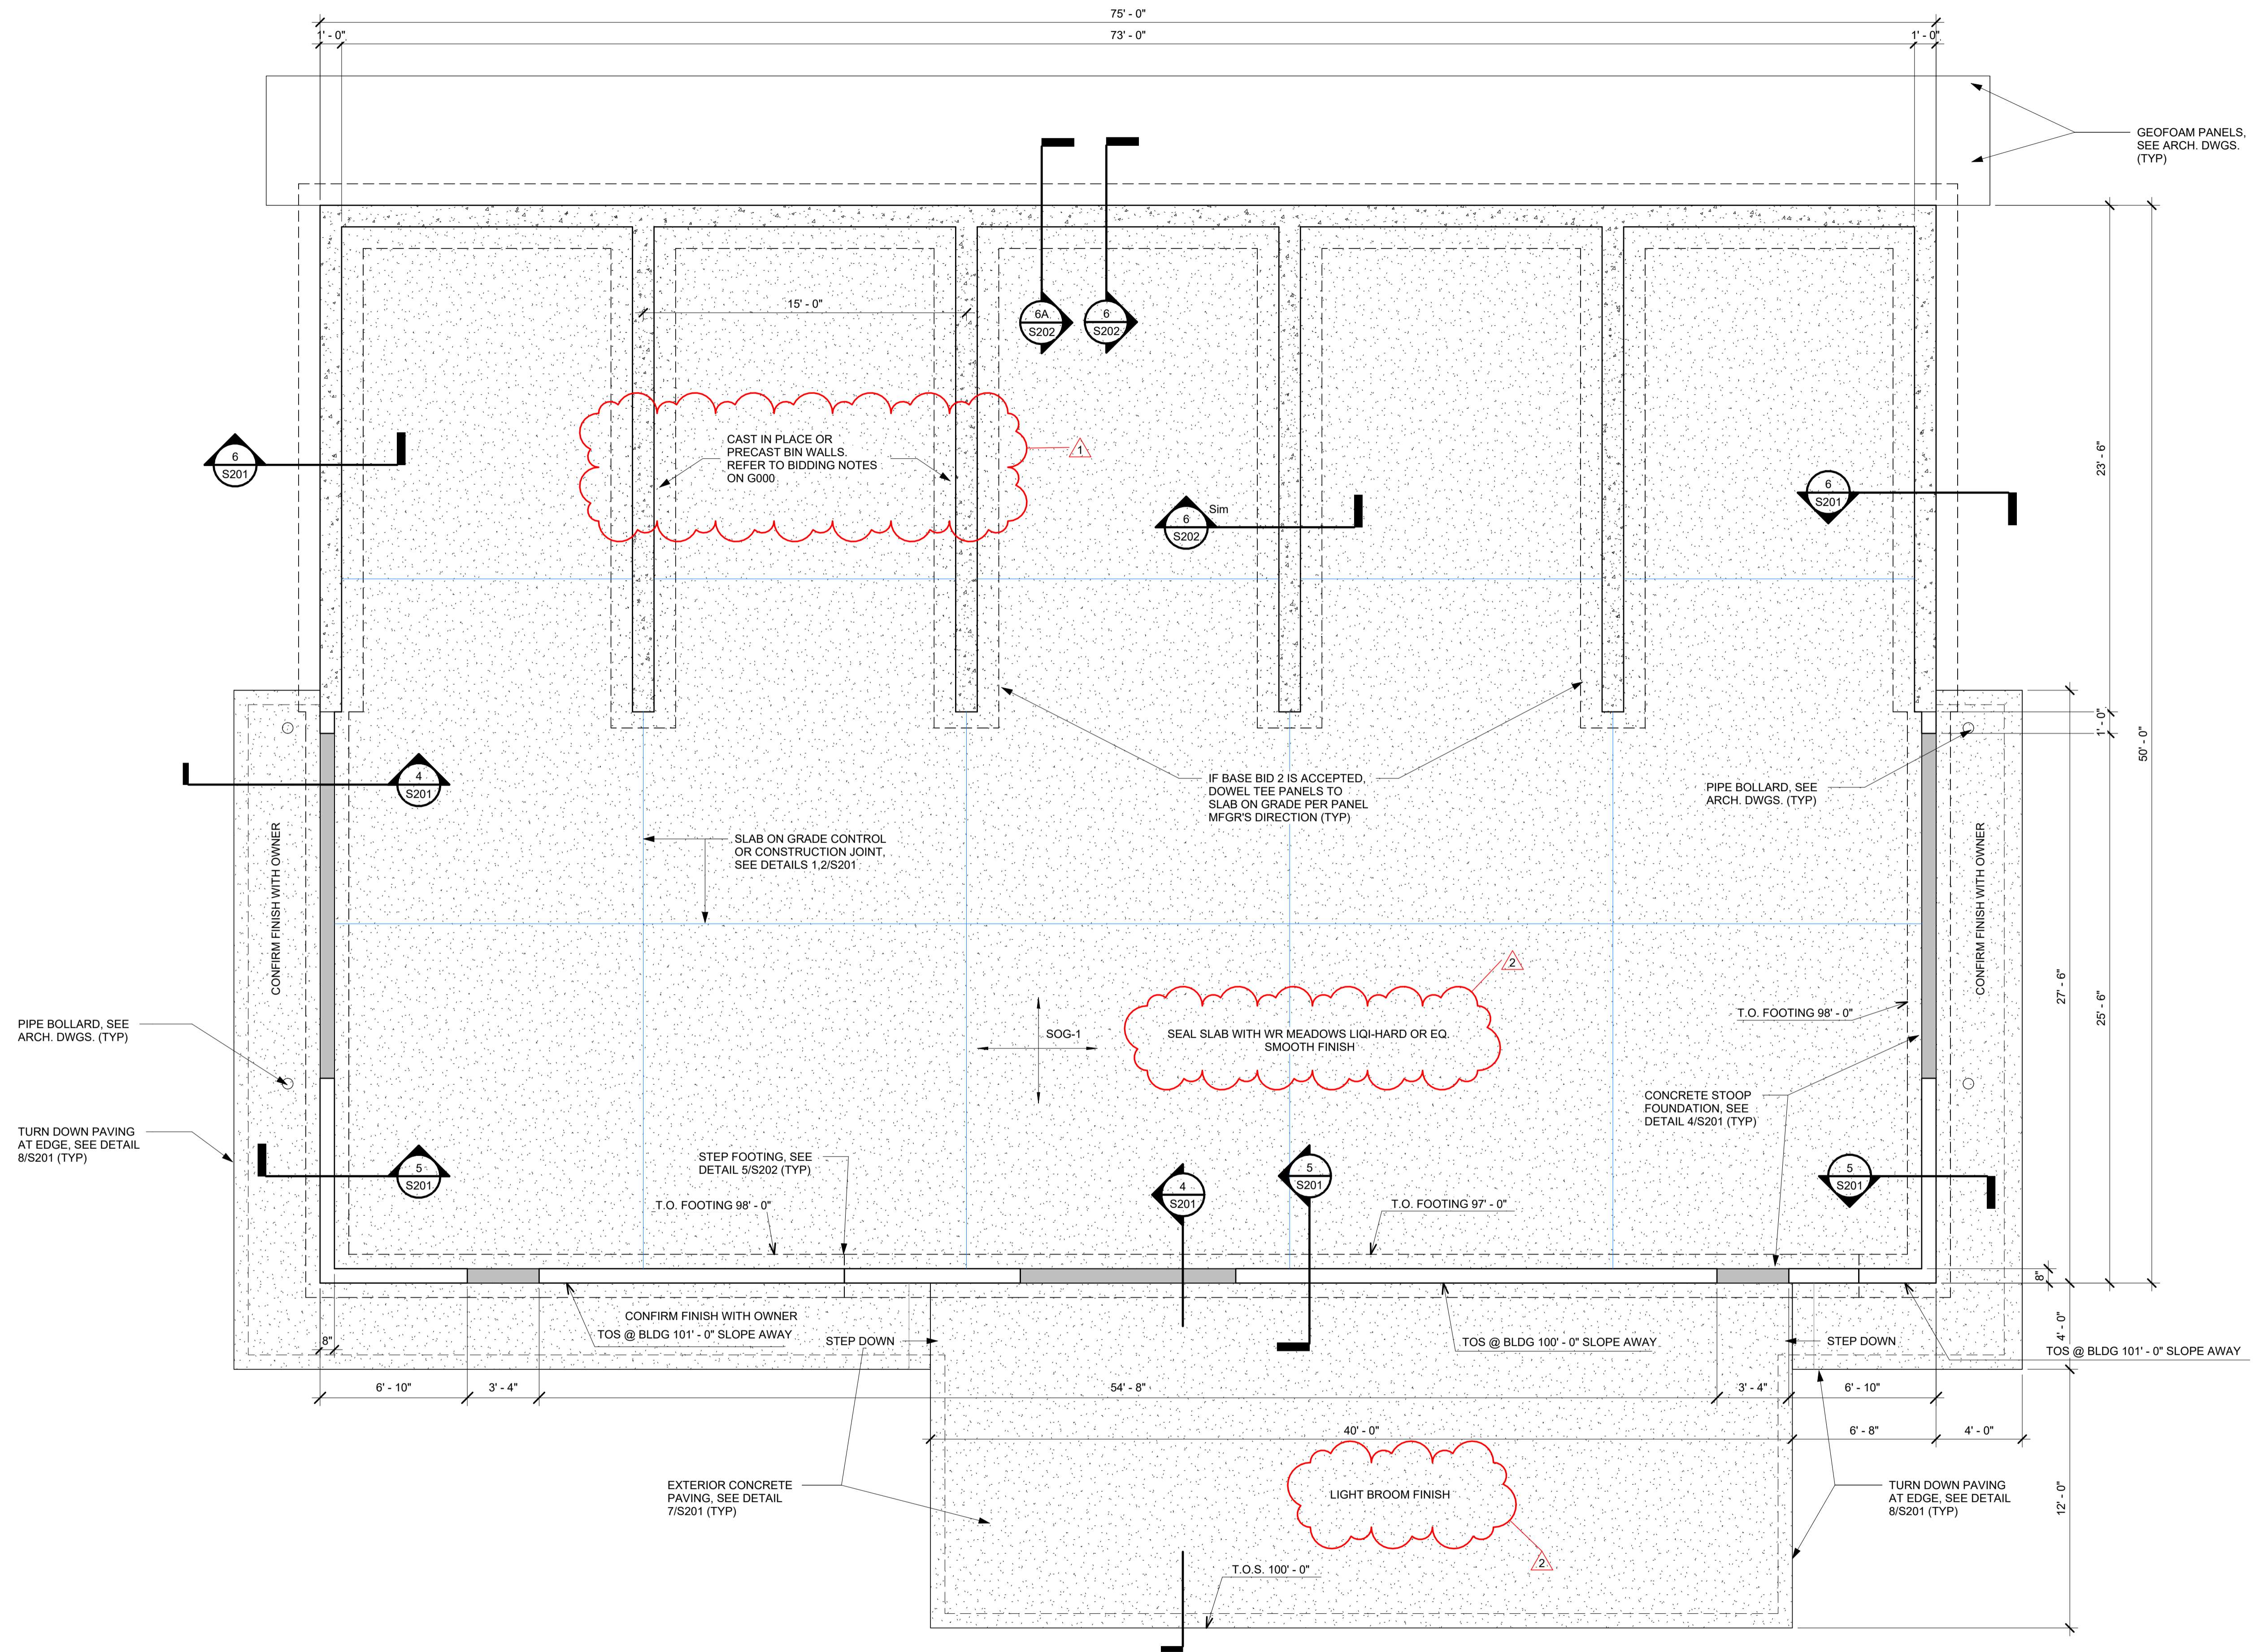 75' - 0"
1' - 0"
73' - 0"
1' - 0"
GEOFOAM PANELS,
SEE ARCH. DWGS.
(TYP)
15' - 0"
6A
S202
6
S202
CAST IN PLACE OR
PRECAST BIN WALLS.
REFER TO BIDDING NOTES
ON G000
1
6
S201
6
S202
Sim
6
S201
23' - 6"
1' - 0"
50' - 0"
4
S201
IF BASE BID 2 IS ACCEPTED,
DOWEL TEE PANELS TO
SLAB ON GRADE PER PANEL
MFGR'S DIRECTION (TYP)
PIPE BOLLARD, SEE
ARCH. DWGS. (TYP)
CONFIRM FINISH WITH OWNER
SLAB ON GRADE CONTROL
OR CONSTRUCTION JOINT,
SEE DETAILS 1,2/S201
CONFIRM FINISH WITH OWNER
27' - 6"
25' - 6"
2
SEAL SLAB WITH WR MEADOWS LIQI-HARD OR EQ.
SMOOTH FINISH
SOG-1
T.O. FOOTING 98' - 0"
PIPE BOLLARD, SEE
ARCH. DWGS. (TYP)
CONCRETE STOOP
FOUNDATION, SEE
DETAIL 4/S201 (TYP)
TURN DOWN PAVING
AT EDGE, SEE DETAIL
8/S201 (TYP)
5
S201
STEP FOOTING, SEE
DETAIL 5/S202 (TYP)
T.O. FOOTING 98' - 0"
4
S201
5
S201
T.O. FOOTING 97' - 0"
5
S201
8"
CONFIRM FINISH WITH OWNER
TOS @ BLDG 101' - 0" SLOPE AWAY
STEP DOWN
TOS @ BLDG 100' - 0" SLOPE AWAY
STEP DOWN
4' - 0"
TOS @ BLDG 101' - 0" SLOPE AWAY
8"
6' - 10"
3' - 4"
54' - 8"
3' - 4"
6' - 10"
40' - 0"
6' - 8"
4' - 0"
EXTERIOR CONCRETE
PAVING, SEE DETAIL
7/S201 (TYP)
LIGHT BROOM FINISH
2
TURN DOWN PAVING
AT EDGE, SEE DETAIL
8/S201 (TYP)
12' - 0"
T.O.S. 100' - 0"